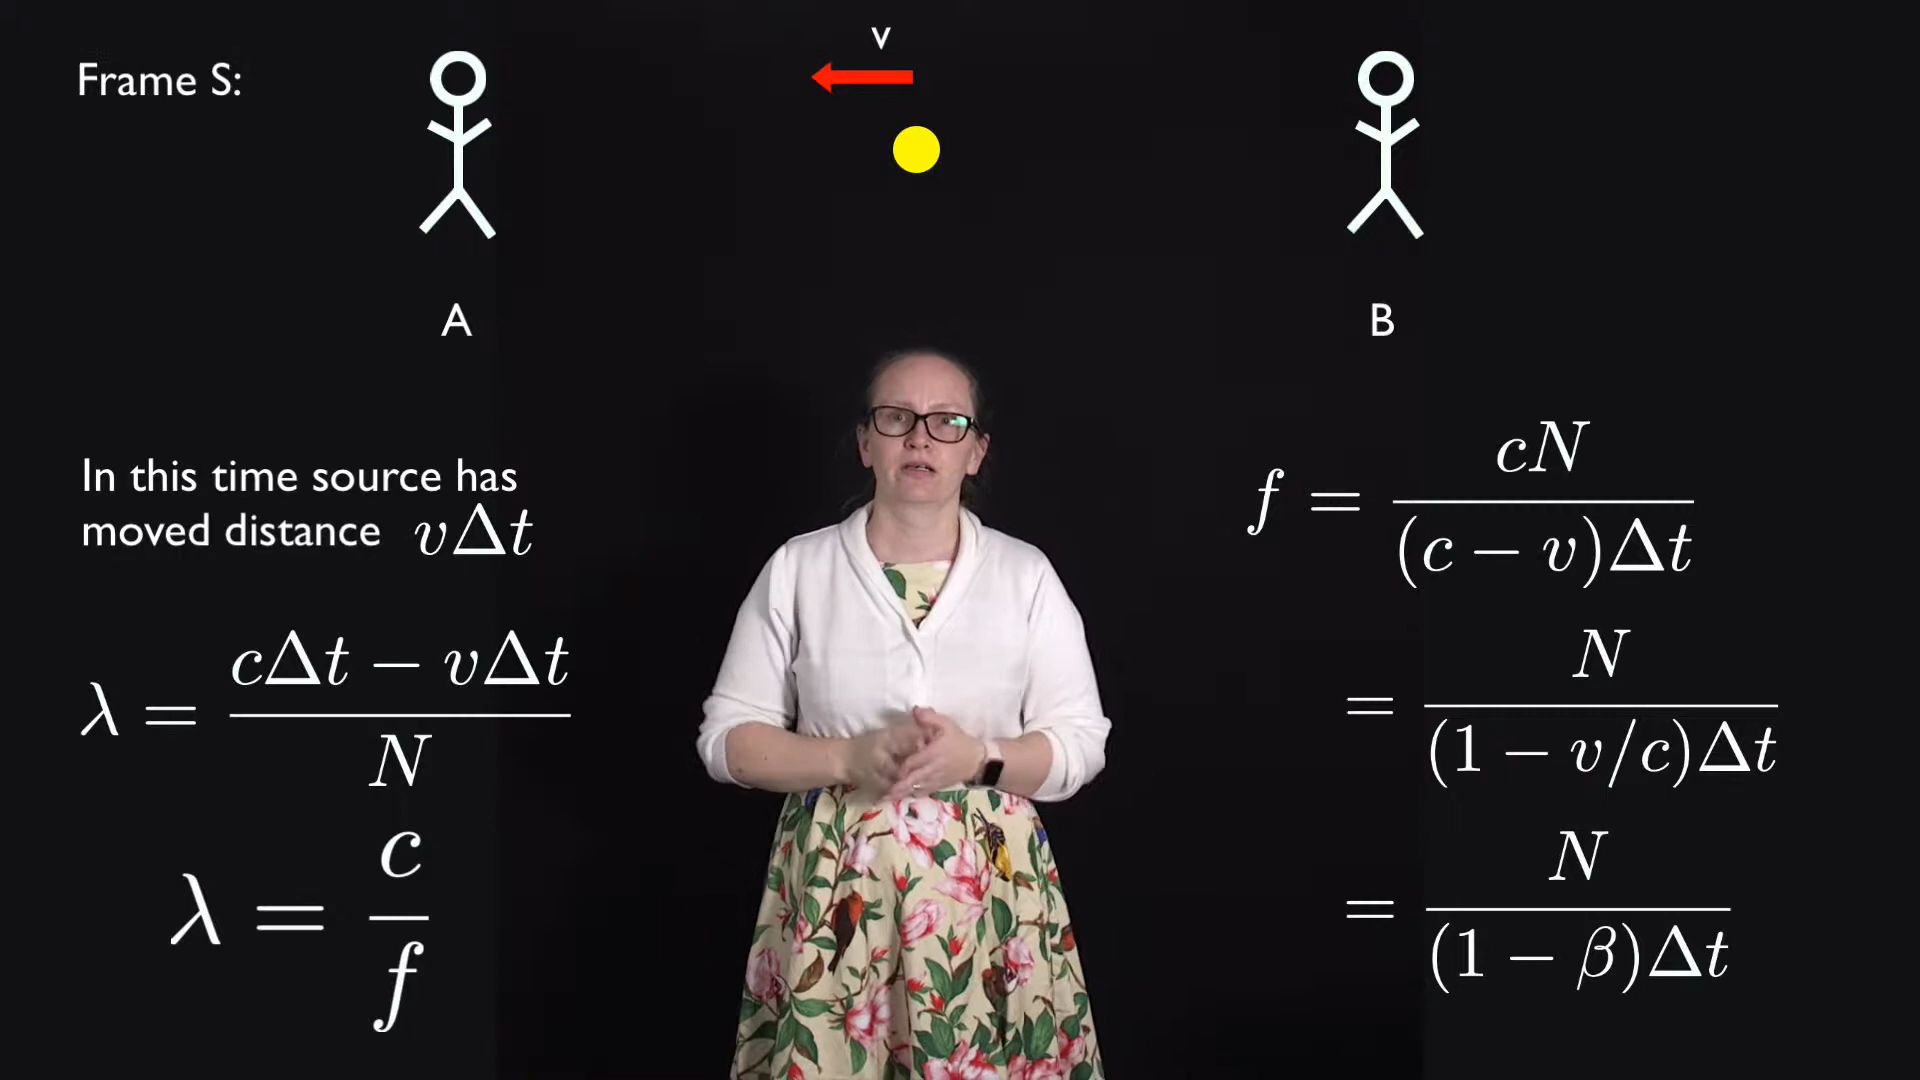 Frame S:
v
A
B
In this time source has
moved distance vΔt
λ = (cΔt − vΔt) / N
λ = c / f
f = cN / ((c − v)Δt)
= N / ((1 − v/c)Δt)
= N / ((1 − β)Δt)